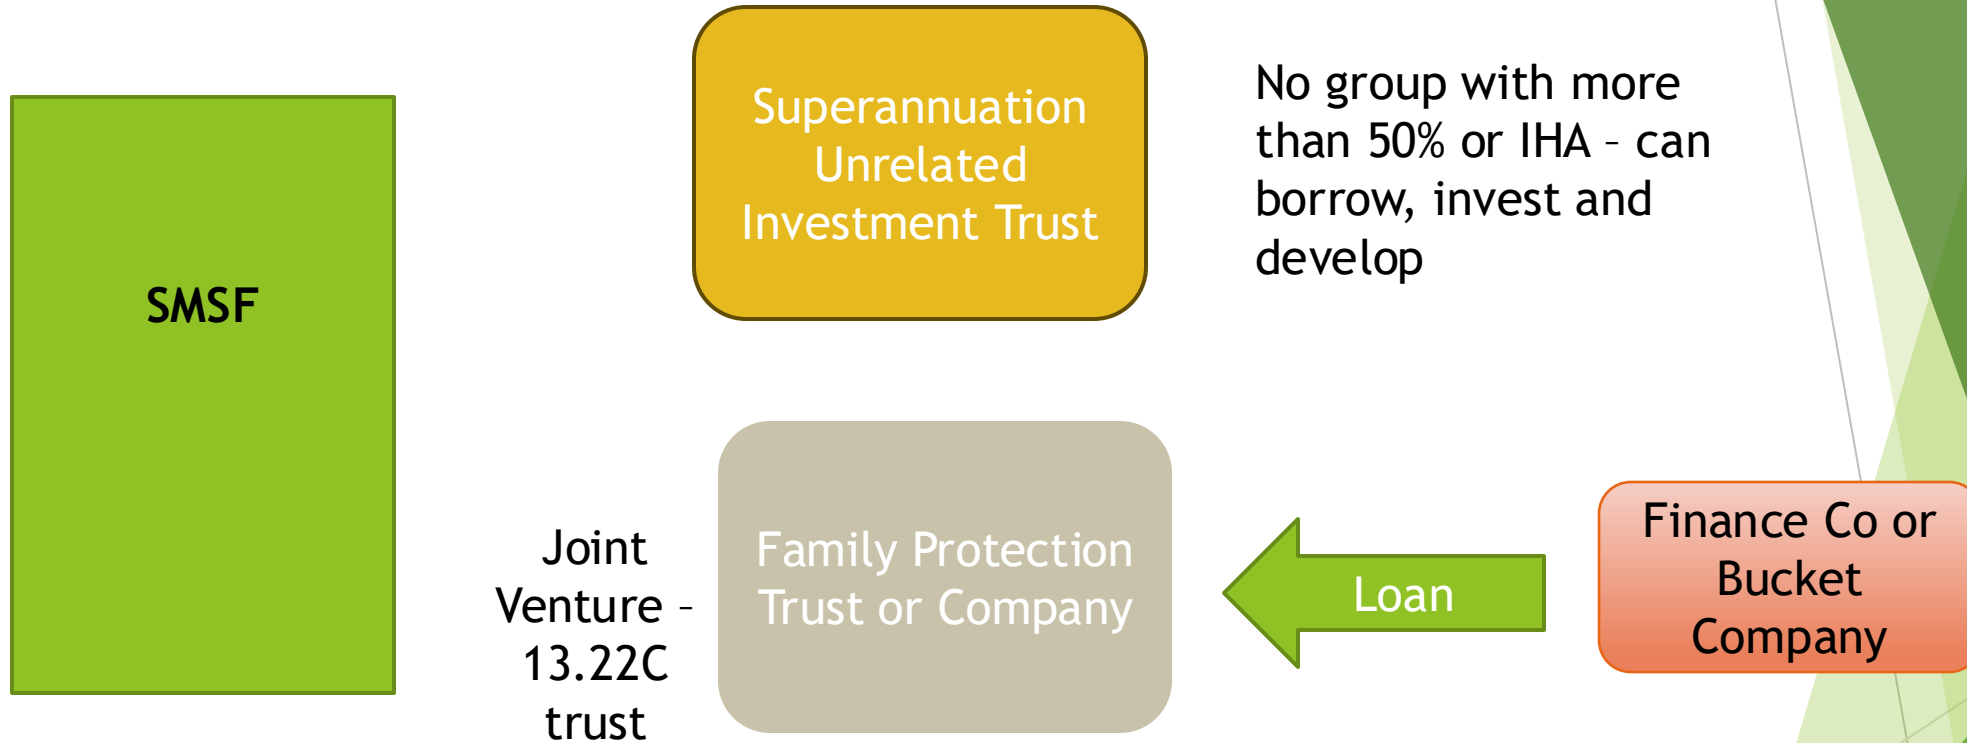 SMSF
Superannuation
Unrelated
Investment Trust
No group with more
than 50% or IHA – can
borrow, invest and
develop
Joint
Venture –
13.22C
trust
Family Protection
Trust or Company
Loan
Finance Co or
Bucket
Company